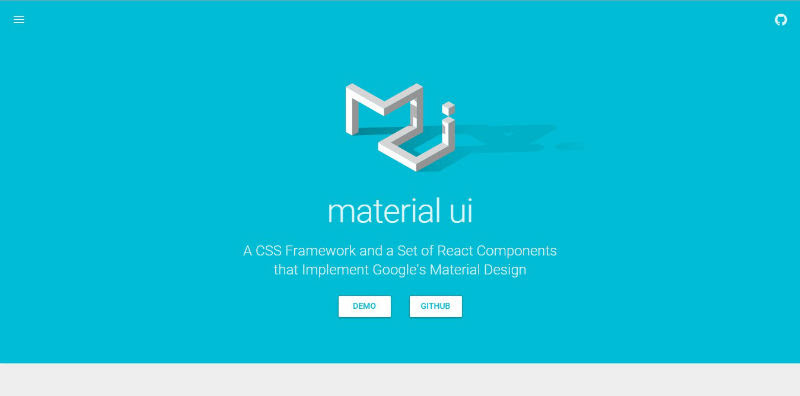 material ui
A CSS Framework and a Set of React Components
that Implement Google's Material Design
DEMO
GITHUB